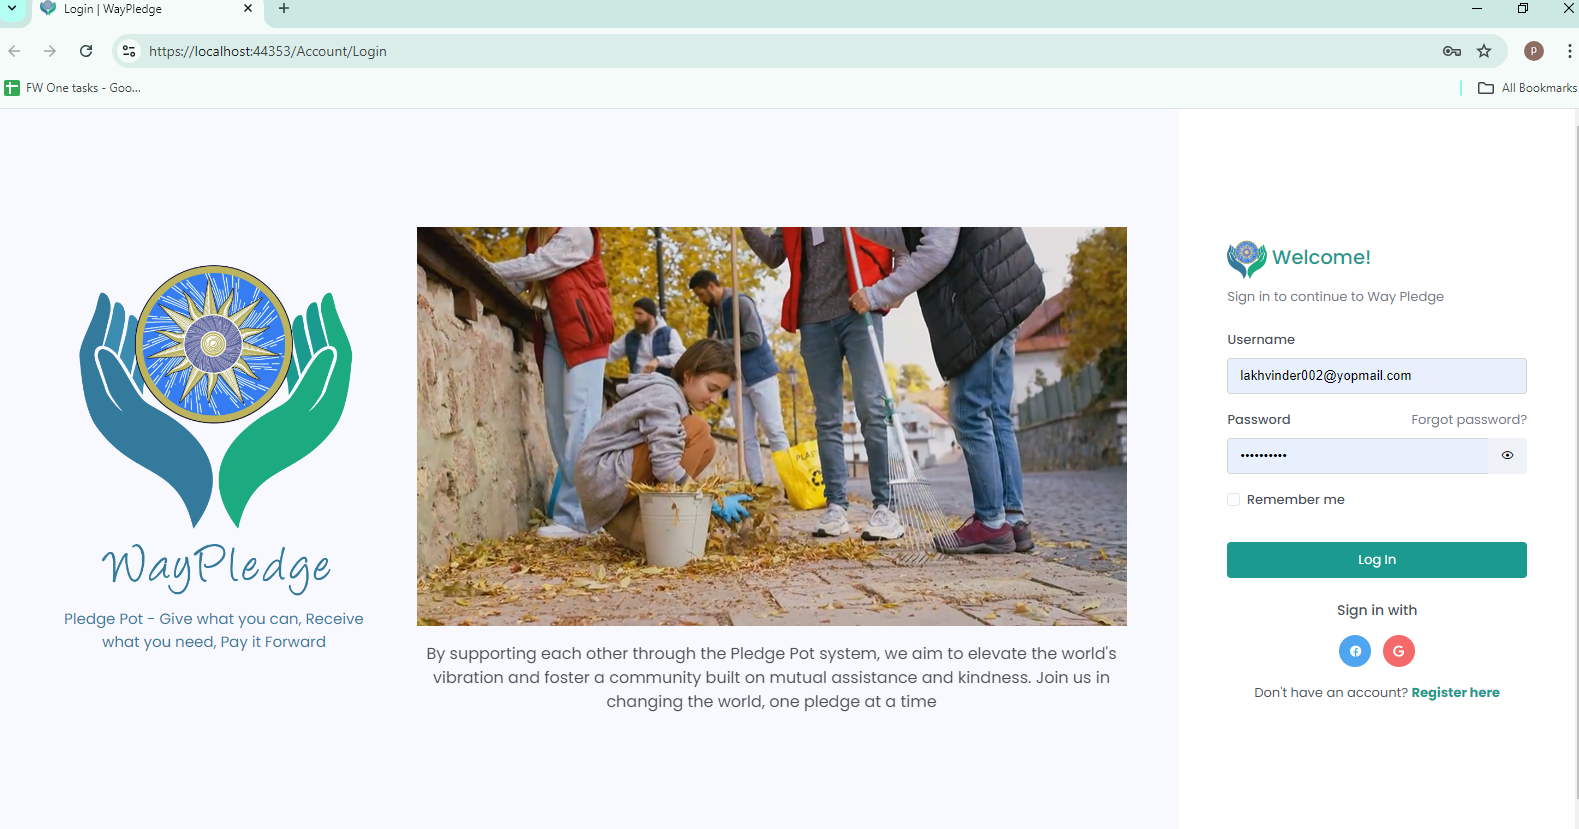 Login | WayPledge
https://localhost:44353/Account/Login
P
FW One tasks - Goo...
All Bookmarks
WayPledge
Pledge Pot - Give what you can, Receive
what you need, Pay it Forward
By supporting each other through the Pledge Pot system, we aim to elevate the world's
vibration and foster a community built on mutual assistance and kindness. Join us in
changing the world, one pledge at a time
Welcome!
Sign in to continue to Way Pledge
Username
lakhvinder002@yopmail.com
Password Forgot password?
••••••••••
Remember me
Log In
Sign in with
G
Don't have an account? Register here